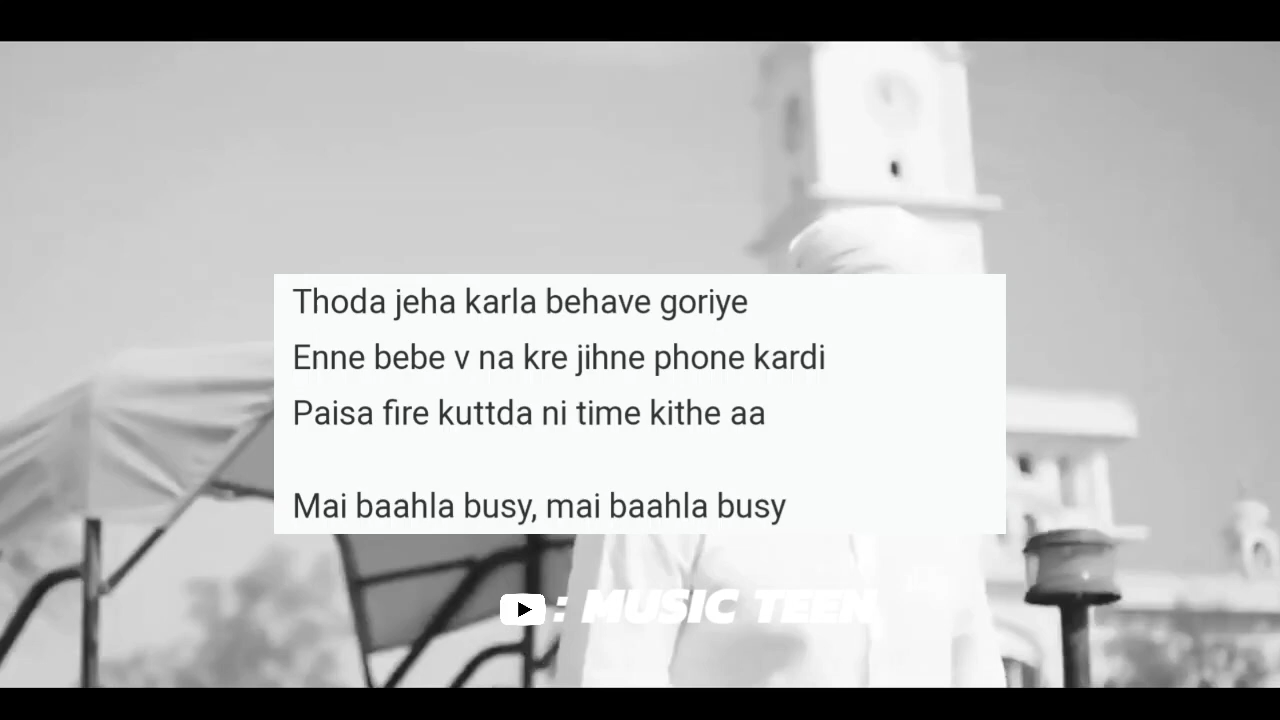 Thoda jeha karla behave goriye
Enne bebe v na kre jihne phone kardi
Paisa fire kuttda ni time kithe aa
Mai baahla busy, mai baahla busy
: MUSIC TEEN